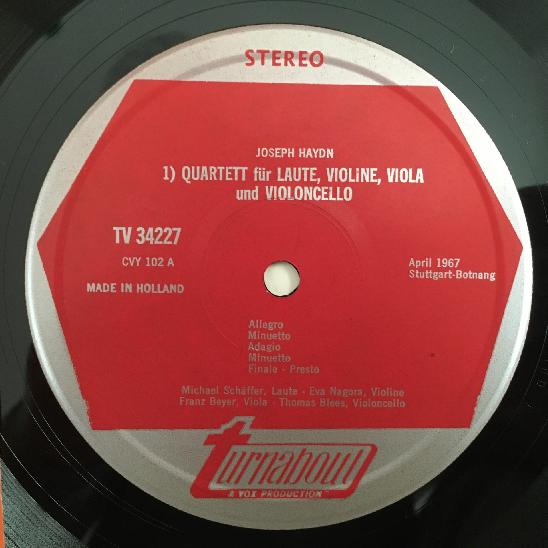 STEREO
JOSEPH HAYDN
1) QUARTETT für LAUTE, VIOLINE, VIOLA
und VIOLONCELLO
TV 34227
CVY 102 A
MADE IN HOLLAND
April 1967
Stuttgart-Botnang
Allegro
Minuetto
Adagio
Minuetto
Finale - Presto
Michael Schäffer, Laute - Eva Nagora, Violine
Franz Beyer, Viola - Thomas Blees, Violoncello
turnabout
A VOX PRODUCTION